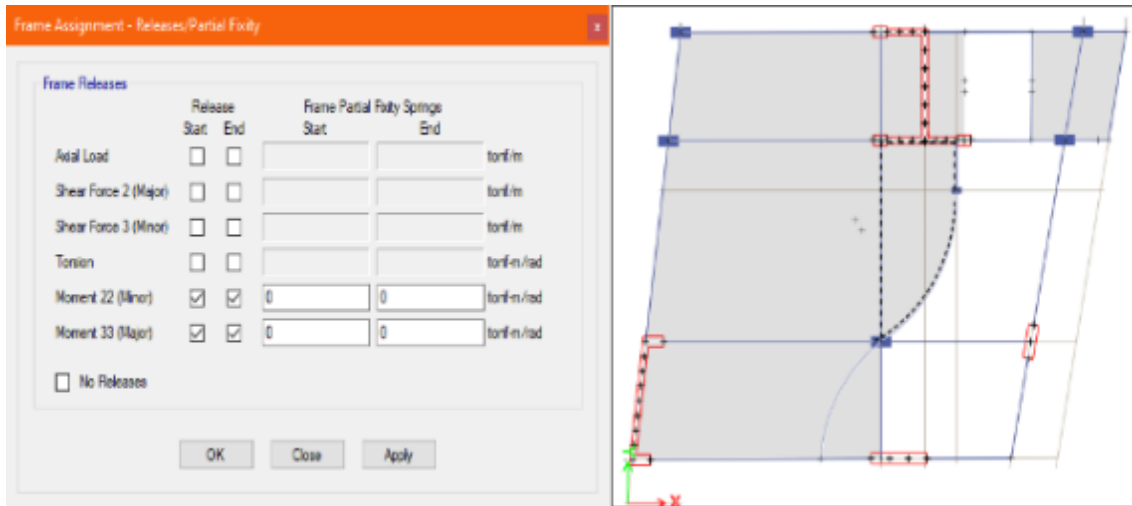 Frame Assignment - Releases/Partial Fixity
x
Frame Releases
Release
Frame Partial Fixity Springs
Start End Start End
Axial Load tonf/m
Shear Force 2 (Major) tonf/m
Shear Force 3 (Minor) tonf/m
Torsion tonf-m/rad
Moment 22 (Minor) 0 0 tonf-m/rad
Moment 33 (Major) 0 0 tonf-m/rad
No Releases
OK Close Apply
X